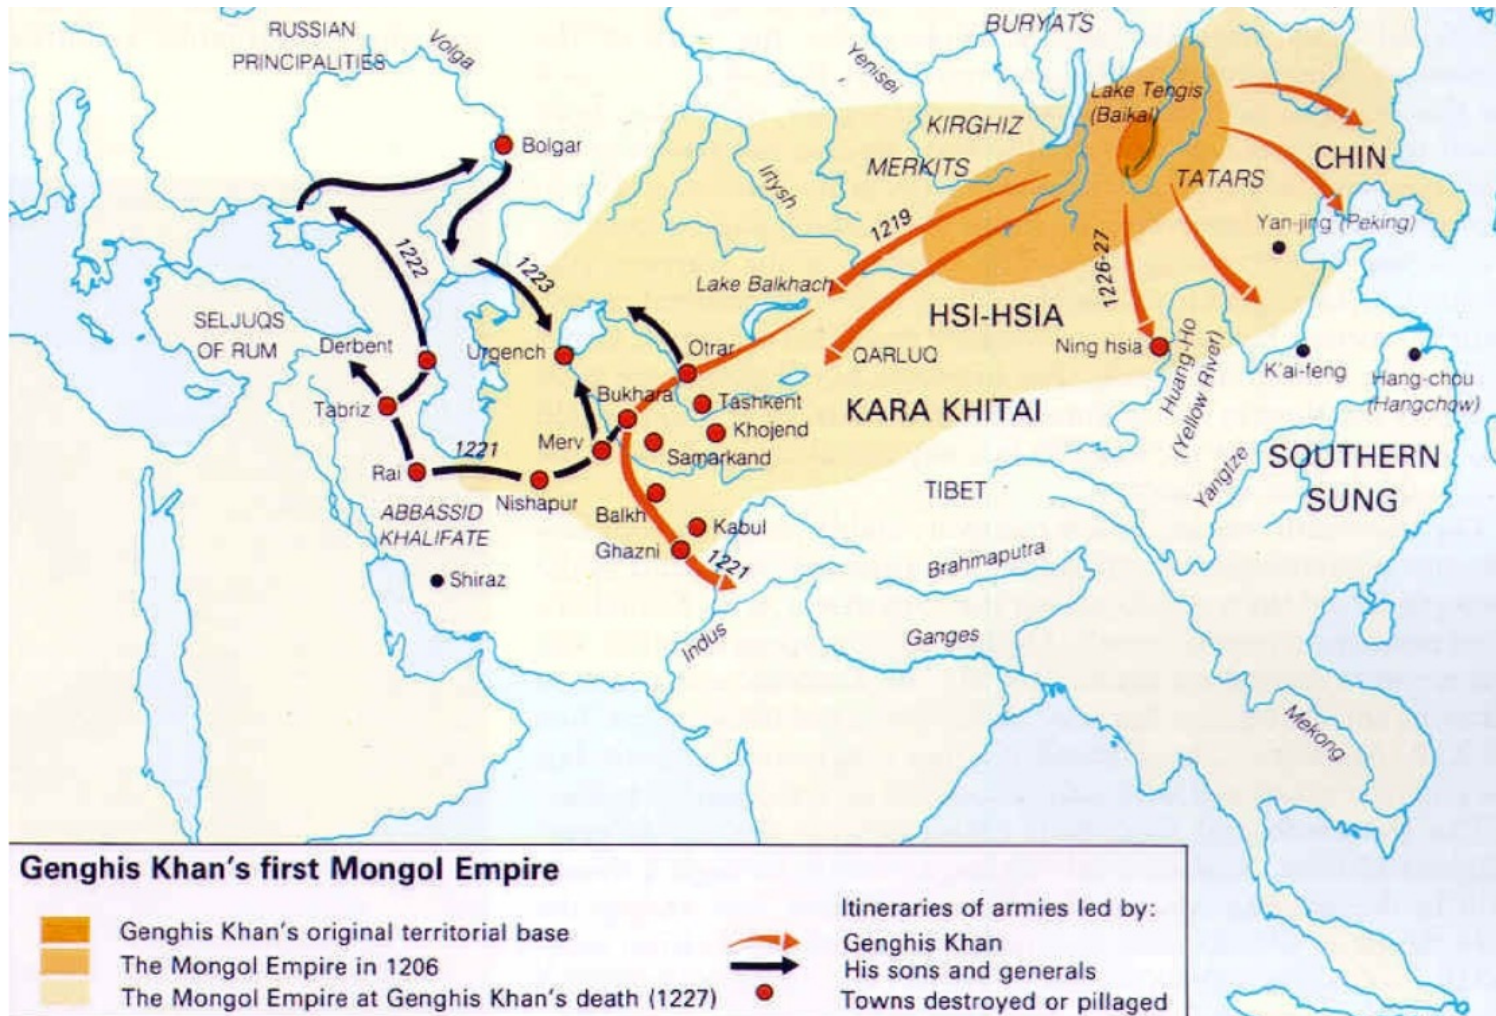 RUSSIAN
PRINCIPALITIES
Volga
BURYATS
Yenisei
Lake Tengis
(Baikal)
Bolgar
KIRGHIZ
MERKITS
Irtysh
TATARS
CHIN
Yan-jing (Peking)
1219
1222
1223
1226-27
Lake Balkhach
HSI-HSIA
SELJUQS
OF RUM
Derbent
Urgench
Otrar
QARLUQ
Ning hsia
Huang-Ho
(Yellow River)
K'ai-feng
Hang-chou
(Hangchow)
Tabriz
Bukhara
Tashkent
Khojend
KARA KHITAI
Merv
Samarkand
1221
Rai
Nishapur
TIBET
Yangtze
SOUTHERN
SUNG
ABBASSID
KHALIFATE
Balkh
Kabul
Ghazni
1221
Shiraz
Brahmaputra
Indus
Ganges
Mekong
Genghis Khan's first Mongol Empire
Genghis Khan's original territorial base
The Mongol Empire in 1206
The Mongol Empire at Genghis Khan's death (1227)
Itineraries of armies led by:
Genghis Khan
His sons and generals
Towns destroyed or pillaged